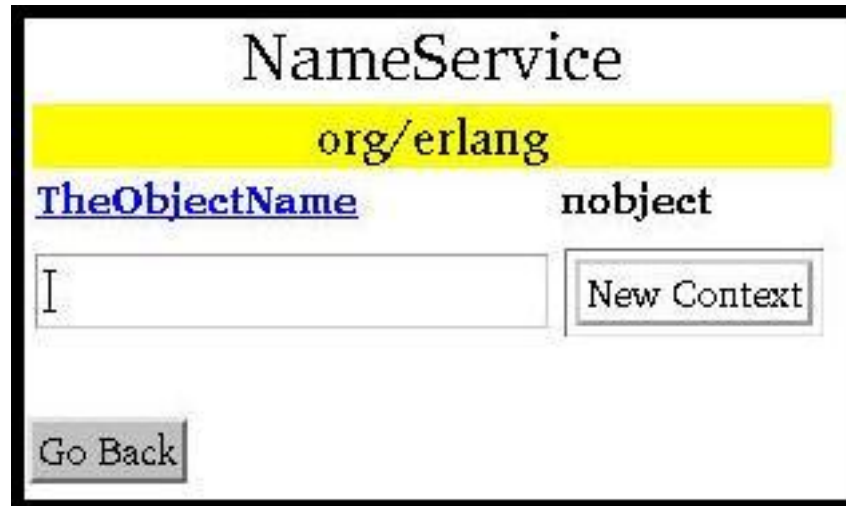 NameService
org/erlang
TheObjectName nobject
New Context
Go Back